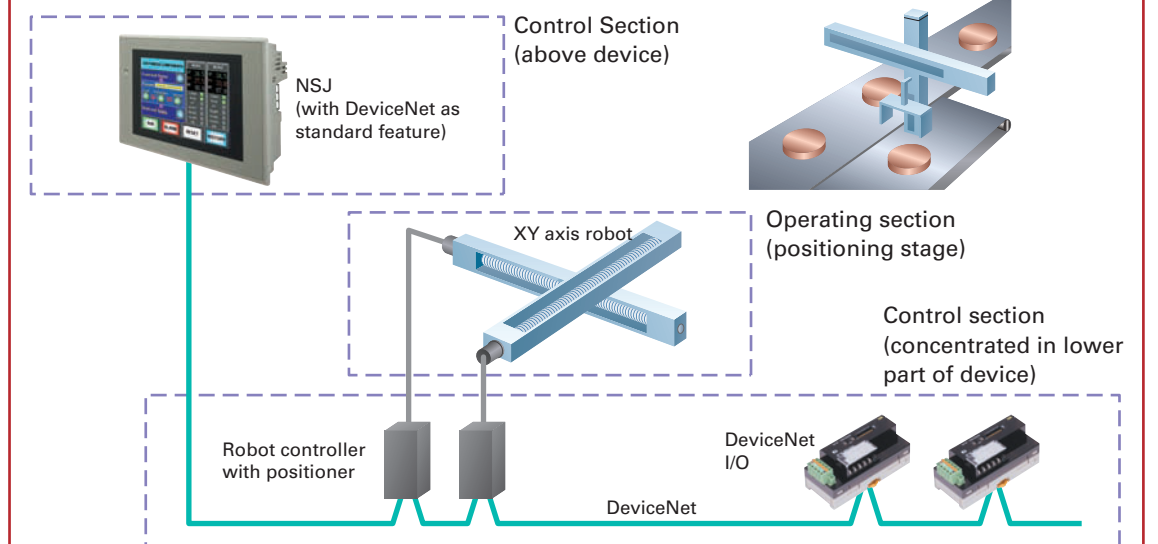 Control Section
(above device)
NSJ
(with DeviceNet as
standard feature)
Operating section
(positioning stage)
XY axis robot
Control section
(concentrated in lower
part of device)
Robot controller
with positioner
DeviceNet
I/O
DeviceNet